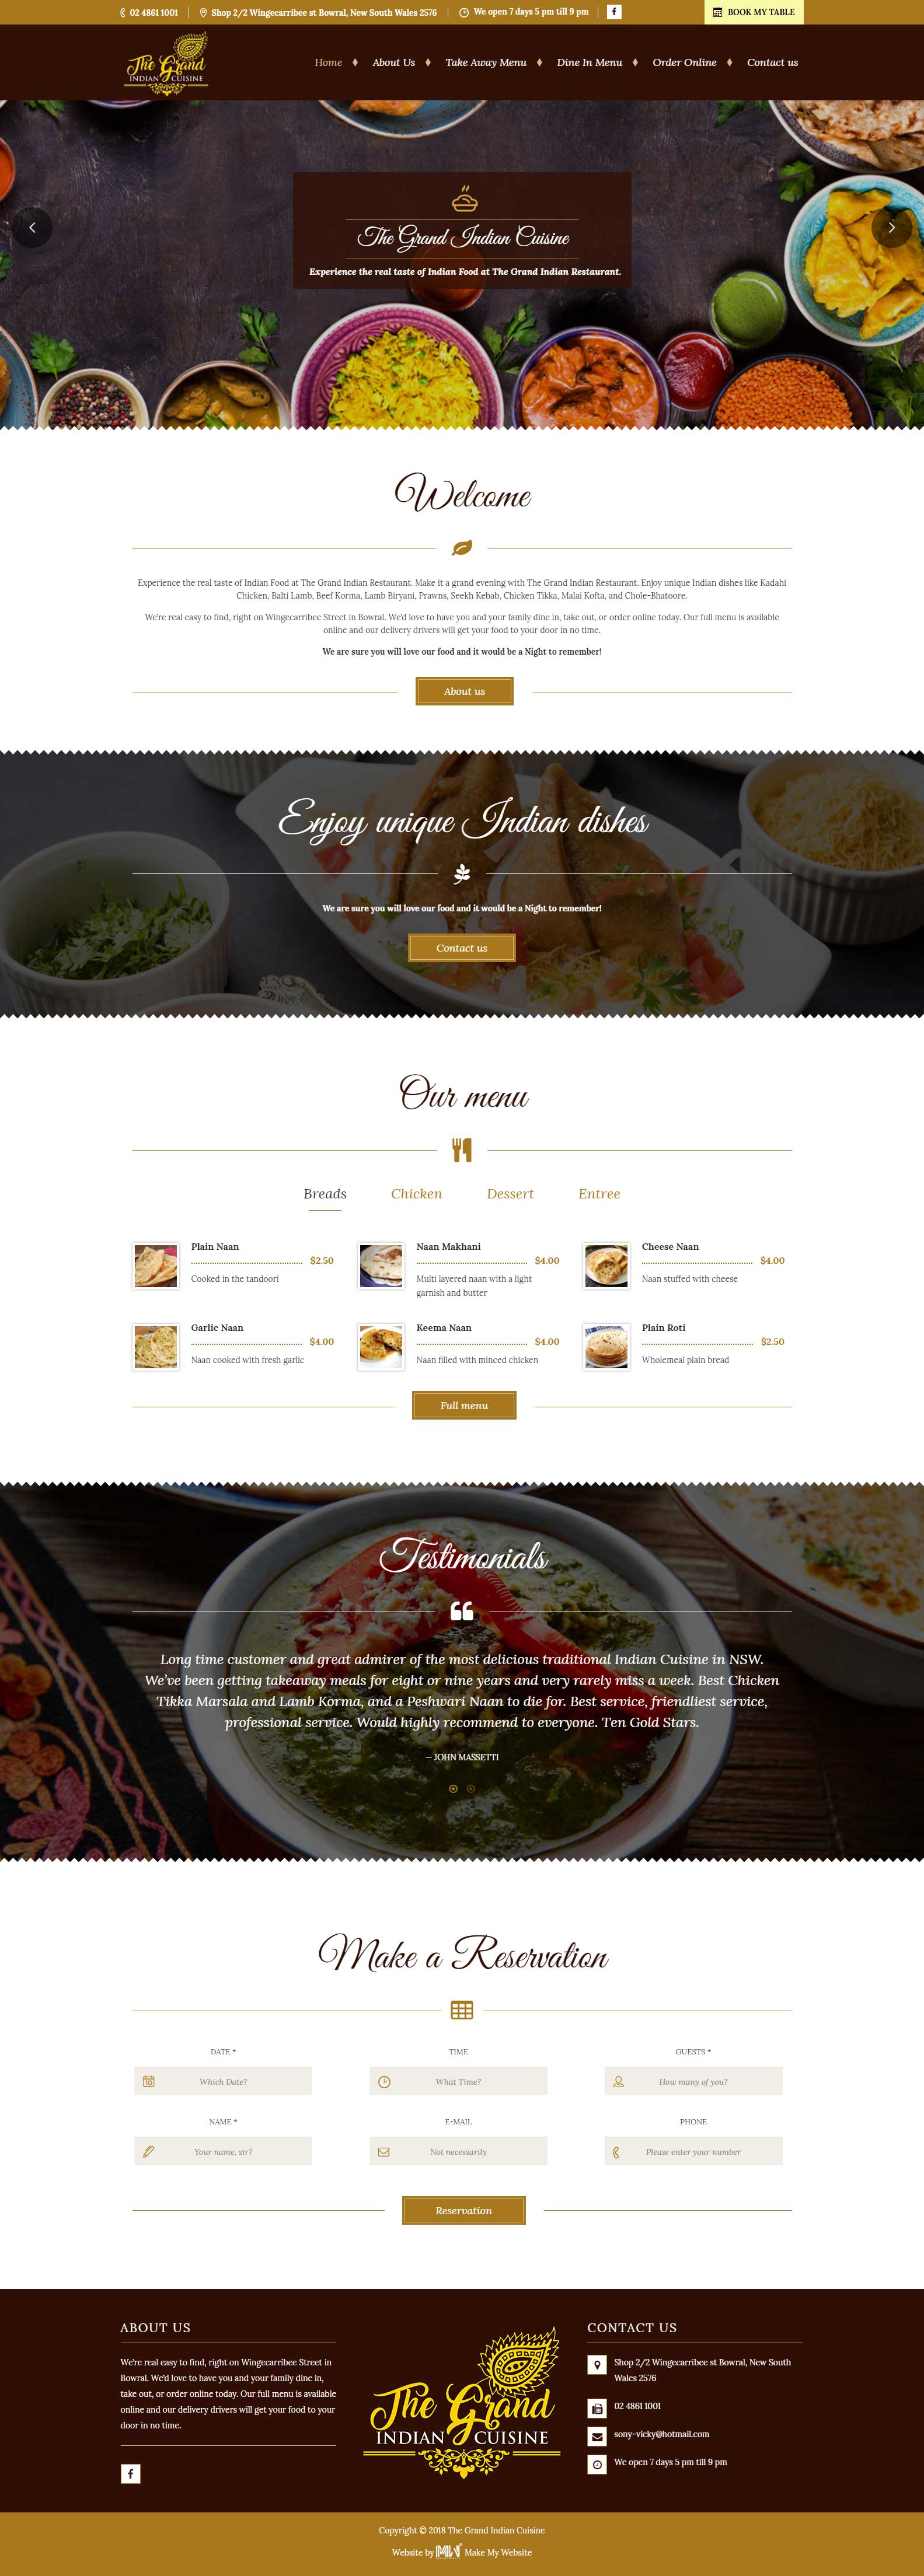 02 4861 1001
Shop 2/2 Wingecarribee st Bowral, New South Wales 2576
We open 7 days 5 pm till 9 pm
BOOK MY TABLE
The Grand
INDIAN CUISINE
Home
About Us
Take Away Menu
Dine In Menu
Order Online
Contact us
The Grand Indian Cuisine
Experience the real taste of Indian Food at The Grand Indian Restaurant.
Welcome
Experience the real taste of Indian Food at The Grand Indian Restaurant. Make it a grand evening with The Grand Indian Restaurant. Enjoy unique Indian dishes like Kadahi
Chicken, Balti Lamb, Beef Korma, Lamb Biryani, Prawns, Seekh Kebab, Chicken Tikka, Malai Kofta, and Chole-Bhatoore.
We're real easy to find, right on Wingecarribee Street in Bowral. We'd love to have you and your family dine in, take out, or order online today. Our full menu is available
online and our delivery drivers will get your food to your door in no time.
We are sure you will love our food and it would be a Night to remember!
About us
Enjoy unique Indian dishes
We are sure you will love our food and it would be a Night to remember!
Contact us
Our menu
Breads
Chicken
Dessert
Entree
Plain Naan
$2.50
Cooked in the tandoori
Naan Makhani
$4.00
Multi layered naan with a light
garnish and butter
Cheese Naan
$4.00
Naan stuffed with cheese
Garlic Naan
$4.00
Naan cooked with fresh garlic
Keema Naan
$4.00
Naan filled with minced chicken
Plain Roti
$2.50
Wholemeal plain bread
Full menu
Testimonials
Long time customer and great admirer of the most delicious traditional Indian Cuisine in NSW.
We've been getting takeaway meals for eight or nine years and very rarely miss a week. Best Chicken
Tikka Marsala and Lamb Korma, and a Peshwari Naan to die for. Best service, friendliest service,
professional service. Would highly recommend to everyone. Ten Gold Stars.
— JOHN MASSETTI
Make a Reservation
DATE *
TIME
GUESTS *
Which Date?
What Time?
How many of you?
NAME *
E-MAIL
PHONE
Your name, sir?
Not necessarily
Please enter your number
Reservation
ABOUT US
We're real easy to find, right on Wingecarribee Street in
Bowral. We'd love to have you and your family dine in,
take out, or order online today. Our full menu is available
online and our delivery drivers will get your food to your
door in no time.
The Grand
INDIAN CUISINE
CONTACT US
Shop 2/2 Wingecarribee st Bowral, New South
Wales 2576
02 4861 1001
sony-vicky@hotmail.com
We open 7 days 5 pm till 9 pm
Copyright © 2018 The Grand Indian Cuisine
Website by MMW Make My Website